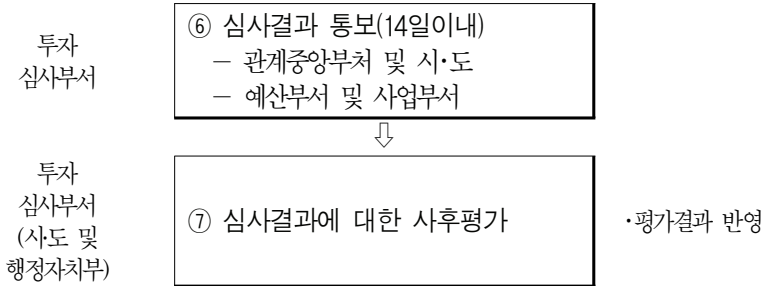 투자
심사부서
⑥ 심사결과 통보(14일이내)
－ 관계중앙부처 및 시·도
－ 예산부서 및 사업부서
⇩
투자
심사부서
(시·도 및
행정자치부)
⑦ 심사결과에 대한 사후평가
·평가결과 반영